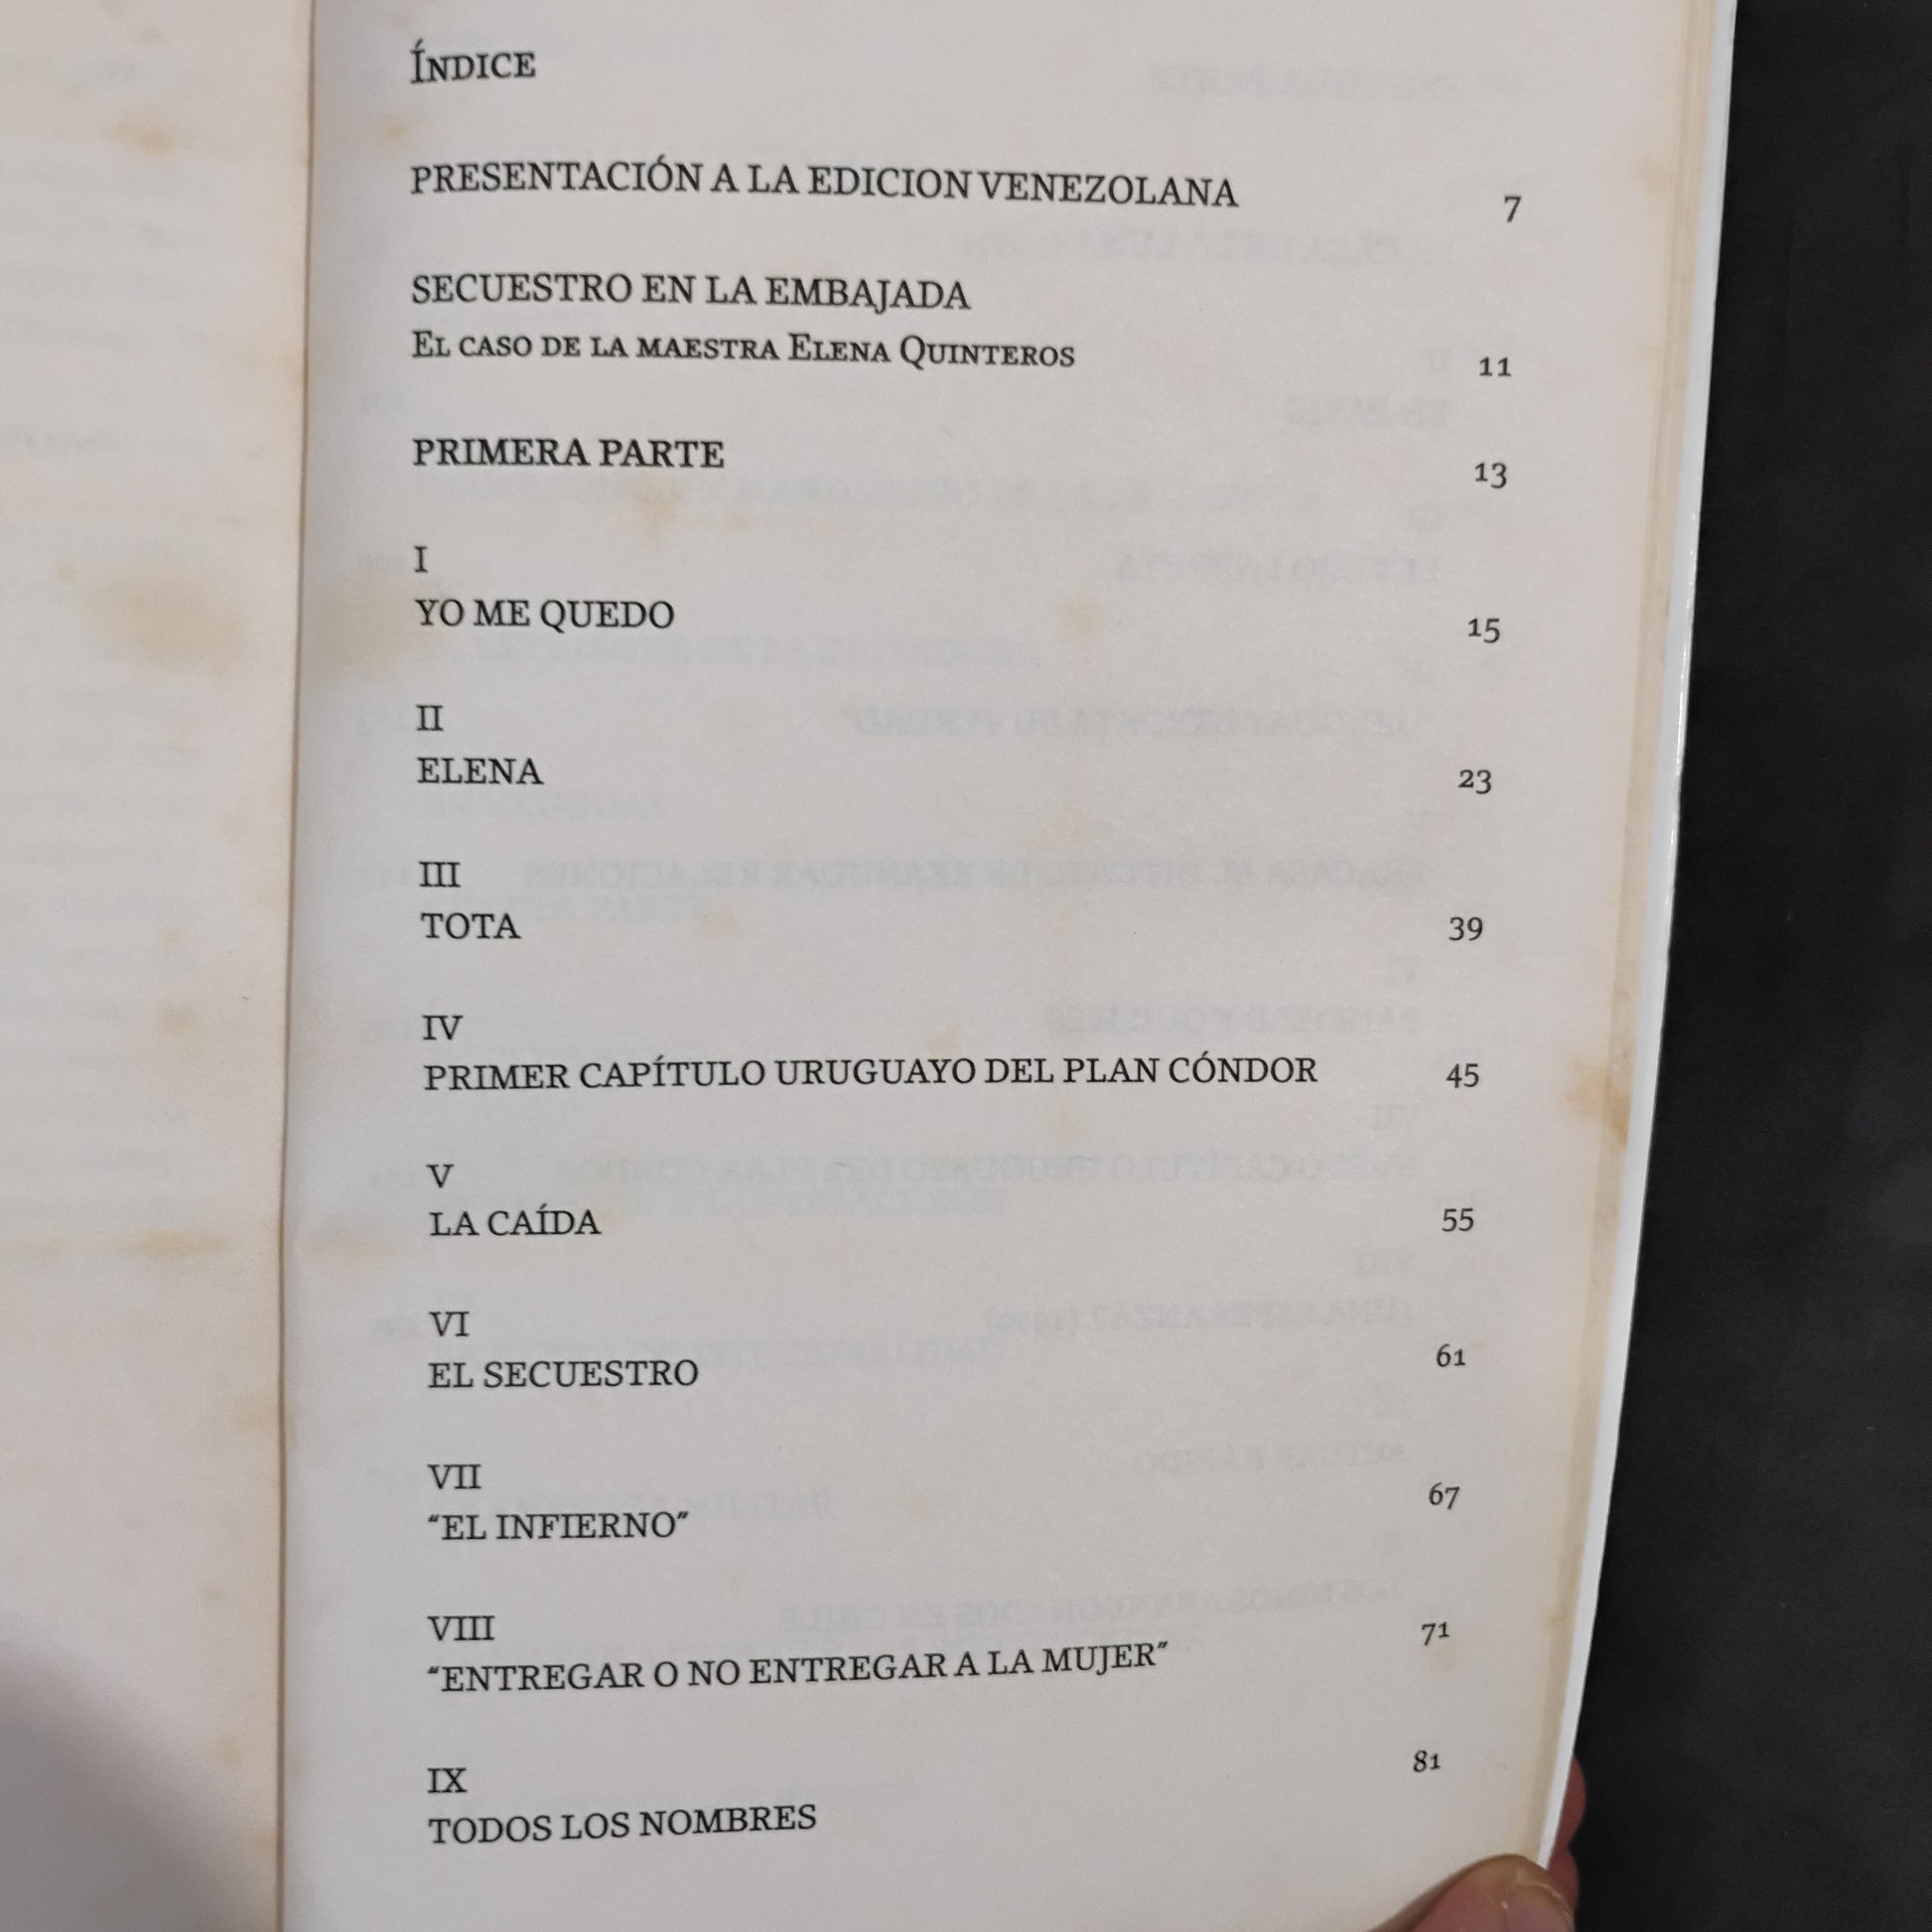 ÍNDICE
PRESENTACIÓN A LA EDICION VENEZOLANA 7
SECUESTRO EN LA EMBAJADA
EL CASO DE LA MAESTRA ELENA QUINTEROS 11
PRIMERA PARTE 13
I
YO ME QUEDO 15
II
ELENA 23
III
TOTA 39
IV
PRIMER CAPÍTULO URUGUAYO DEL PLAN CÓNDOR 45
V
LA CAÍDA 55
VI
EL SECUESTRO 61
VII
“EL INFIERNO” 67
VIII
“ENTREGAR O NO ENTREGAR A LA MUJER” 71
IX
TODOS LOS NOMBRES 81